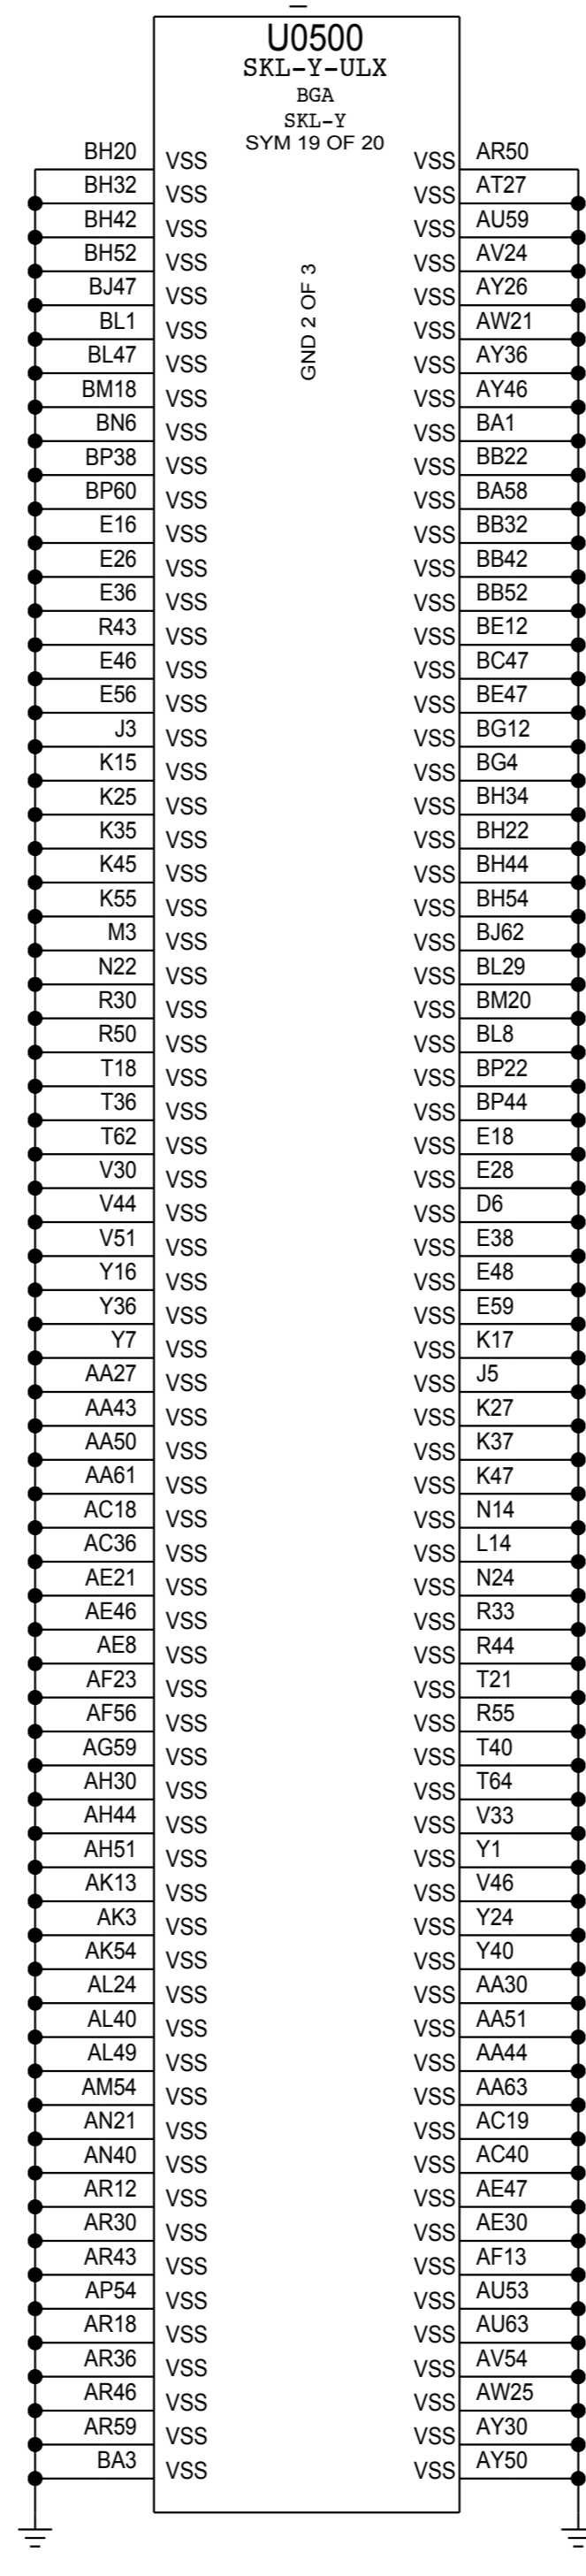 U0500
SKL-Y-ULX
BGA
SKL-Y
SYM 19 OF 20
GND 2 OF 3
BH20 VSS VSS AR50
BH32 VSS VSS AT27
BH42 VSS VSS AU59
BH52 VSS VSS AV24
BJ47 VSS VSS AY26
BL1 VSS VSS AW21
BL47 VSS VSS AY36
BM18 VSS VSS AY46
BN6 VSS VSS BA1
BP38 VSS VSS BB22
BP60 VSS VSS BA58
E16 VSS VSS BB32
E26 VSS VSS BB42
E36 VSS VSS BB52
R43 VSS VSS BE12
E46 VSS VSS BC47
E56 VSS VSS BE47
J3 VSS VSS BG12
K15 VSS VSS BG4
K25 VSS VSS BH34
K35 VSS VSS BH22
K45 VSS VSS BH44
K55 VSS VSS BH54
M3 VSS VSS BJ62
N22 VSS VSS BL29
R30 VSS VSS BM20
R50 VSS VSS BL8
T18 VSS VSS BP22
T36 VSS VSS BP44
T62 VSS VSS E18
V30 VSS VSS E28
V44 VSS VSS D6
V51 VSS VSS E38
Y16 VSS VSS E48
Y36 VSS VSS E59
Y7 VSS VSS K17
AA27 VSS VSS J5
AA43 VSS VSS K27
AA50 VSS VSS K37
AA61 VSS VSS K47
AC18 VSS VSS N14
AC36 VSS VSS L14
AE21 VSS VSS N24
AE46 VSS VSS R33
AE8 VSS VSS R44
AF23 VSS VSS T21
AF56 VSS VSS R55
AG59 VSS VSS T40
AH30 VSS VSS T64
AH44 VSS VSS V33
AH51 VSS VSS Y1
AK13 VSS VSS V46
AK3 VSS VSS Y24
AK54 VSS VSS Y40
AL24 VSS VSS AA30
AL40 VSS VSS AA51
AL49 VSS VSS AA44
AM54 VSS VSS AA63
AN21 VSS VSS AC19
AN40 VSS VSS AC40
AR12 VSS VSS AE47
AR30 VSS VSS AE30
AR43 VSS VSS AF13
AP54 VSS VSS AU53
AR18 VSS VSS AU63
AR36 VSS VSS AV54
AR46 VSS VSS AW25
AR59 VSS VSS AY30
BA3 VSS VSS AY50